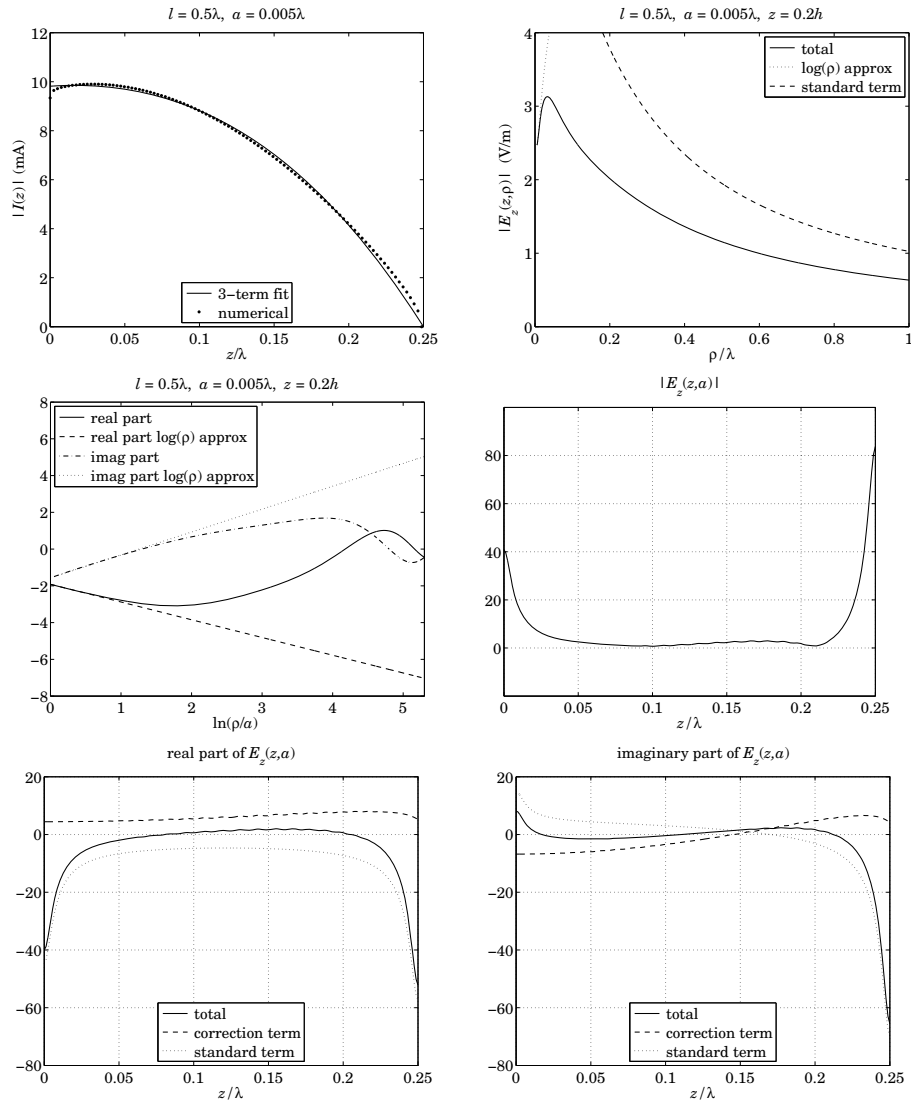 l = 0.5λ, a = 0.005λ
12
10
8
6
4
2
0
|I(z)| (mA)
3−term fit
numerical
0 0.05 0.1 0.15 0.2 0.25
z/λ
l = 0.5λ, a = 0.005λ, z = 0.2h
4
3
2
1
0
|E_z(z,ρ)| (V/m)
total
log(ρ) approx
standard term
0 0.2 0.4 0.6 0.8 1
ρ/λ
l = 0.5λ, a = 0.005λ, z = 0.2h
8
6
4
2
0
−2
−4
−6
−8
real part
real part log(ρ) approx
imag part
imag part log(ρ) approx
0 1 2 3 4 5
ln(ρ/a)
|E_z(z,a)|
80
60
40
20
0
0 0.05 0.1 0.15 0.2 0.25
z/λ
real part of E_z(z,a)
20
0
−20
−40
−60
−80
total
correction term
standard term
0 0.05 0.1 0.15 0.2 0.25
z/λ
imaginary part of E_z(z,a)
20
0
−20
−40
−60
−80
total
correction term
standard term
0 0.05 0.1 0.15 0.2 0.25
z/λ